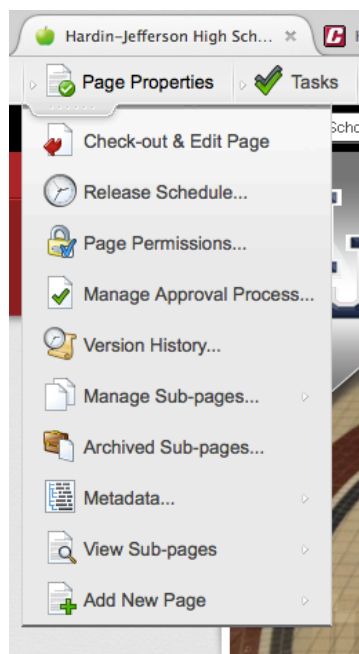 Hardin-Jefferson High Sch...
Page Properties
Tasks
Check-out & Edit Page
Release Schedule...
Page Permissions...
Manage Approval Process...
Version History...
Manage Sub-pages...
Archived Sub-pages...
Metadata...
View Sub-pages
Add New Page